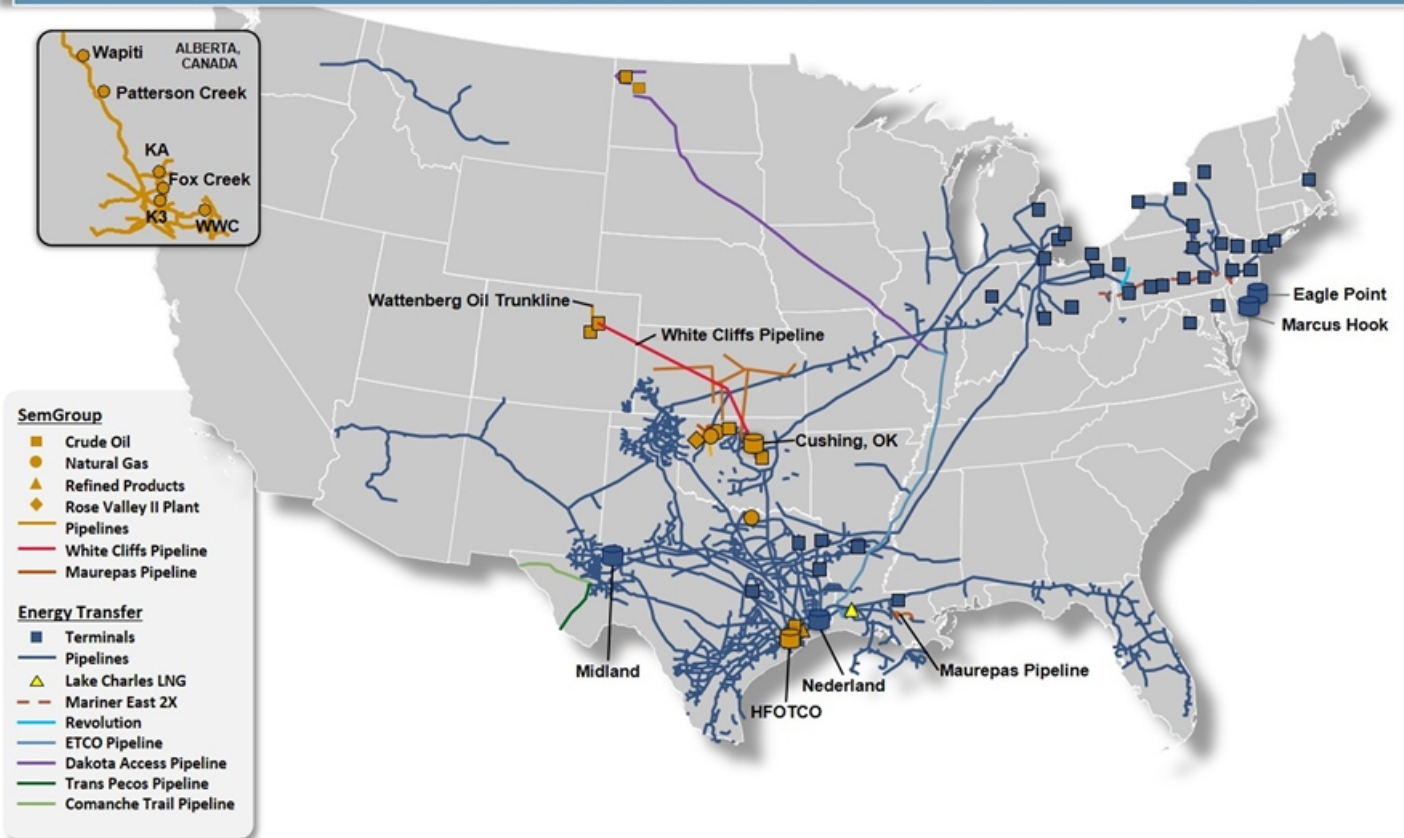 Wapiti
ALBERTA,
CANADA
Patterson Creek
KA
Fox Creek
K3
WWC
Wattenberg Oil Trunkline
White Cliffs Pipeline
Eagle Point
Marcus Hook
Cushing, OK
Midland
HFOTCO
Nederland
Maurepas Pipeline
SemGroup
Crude Oil
Natural Gas
Refined Products
Rose Valley II Plant
Pipelines
White Cliffs Pipeline
Maurepas Pipeline
Energy Transfer
Terminals
Pipelines
Lake Charles LNG
Mariner East 2X
Revolution
ETCO Pipeline
Dakota Access Pipeline
Trans Pecos Pipeline
Comanche Trail Pipeline